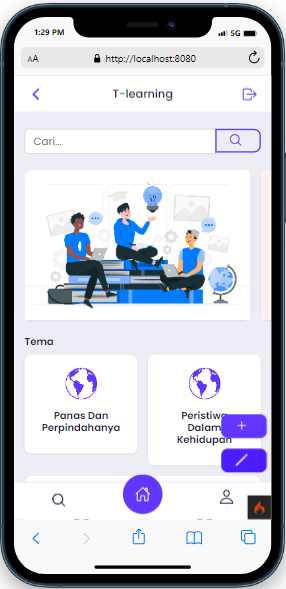 1:29 PM
5G
AA
http://localhost:8080
T-learning
Cari...
Tema
Panas Dan
Perpindahanya
Peristiwa
Dalam
Kehidupan